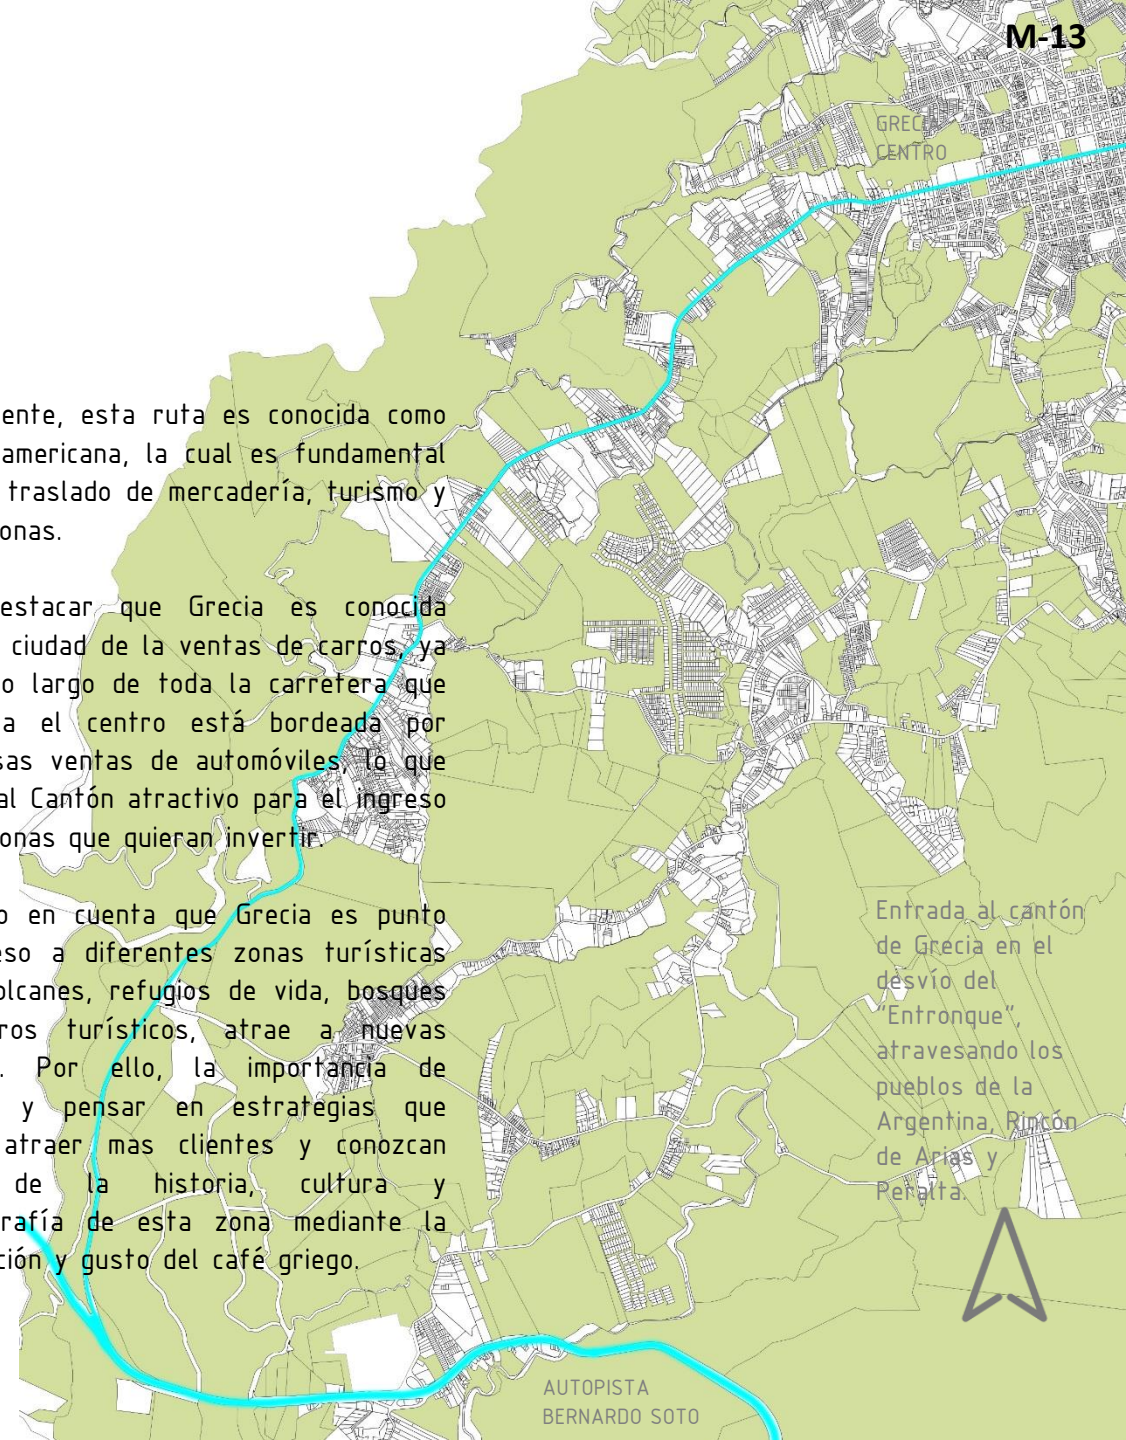 M-13
GRECIA
CENTRO
ente, esta ruta es conocida como
americana, la cual es fundamental
traslado de mercadería, turismo y
onas.
estacar que Grecia es conocida
ciudad de la ventas de carros, ya
o largo de toda la carretera que
a el centro está bordeada por
sas ventas de automóviles, lo que
al Cantón atractivo para el ingreso
onas que quieran invertir.
o en cuenta que Grecia es punto
eso a diferentes zonas turísticas
olcanes, refugios de vida, bosques
ros turísticos, atrae a nuevas
. Por ello, la importancia de
y pensar en estrategias que
atraer mas clientes y conozcan
de la historia, cultura y
rafía de esta zona mediante la
ción y gusto del café griego.
Entrada al cantón
de Grecia en el
desvío del
“Entronque”,
atravesando los
pueblos de la
Argentina, Rincón
de Arias y
Peralta.
AUTOPISTA
BERNARDO SOTO